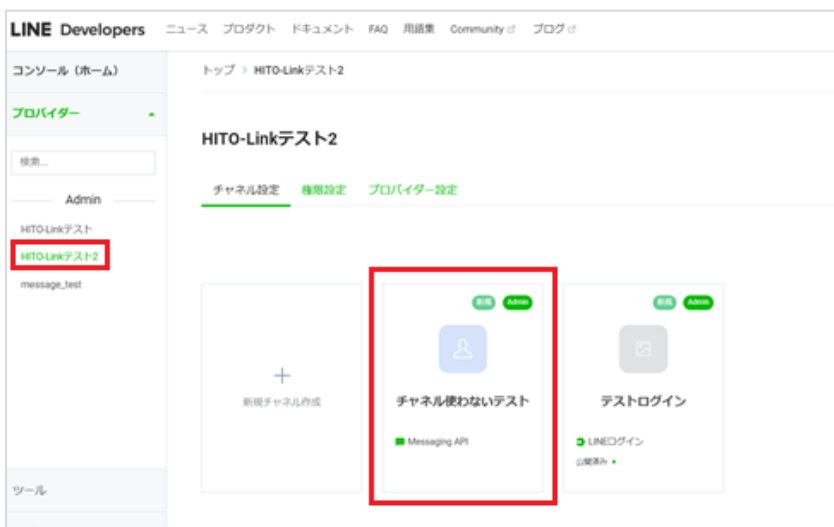 LINE Developers ニュース プロダクト ドキュメント FAQ 用語集 Community ブログ
コンソール（ホーム）
トップ > HITO-Linkテスト2
プロバイダー
HITO-Linkテスト2
検索...
チャネル設定 権限設定 プロバイダー設定
Admin
HITO-Linkテスト
HITO-Linkテスト2
message_test
新規 Admin
新規 Admin
新規チャネル作成
チャネル使わないテスト
テストログイン
Messaging API
LINEログイン
公開済み
ツール